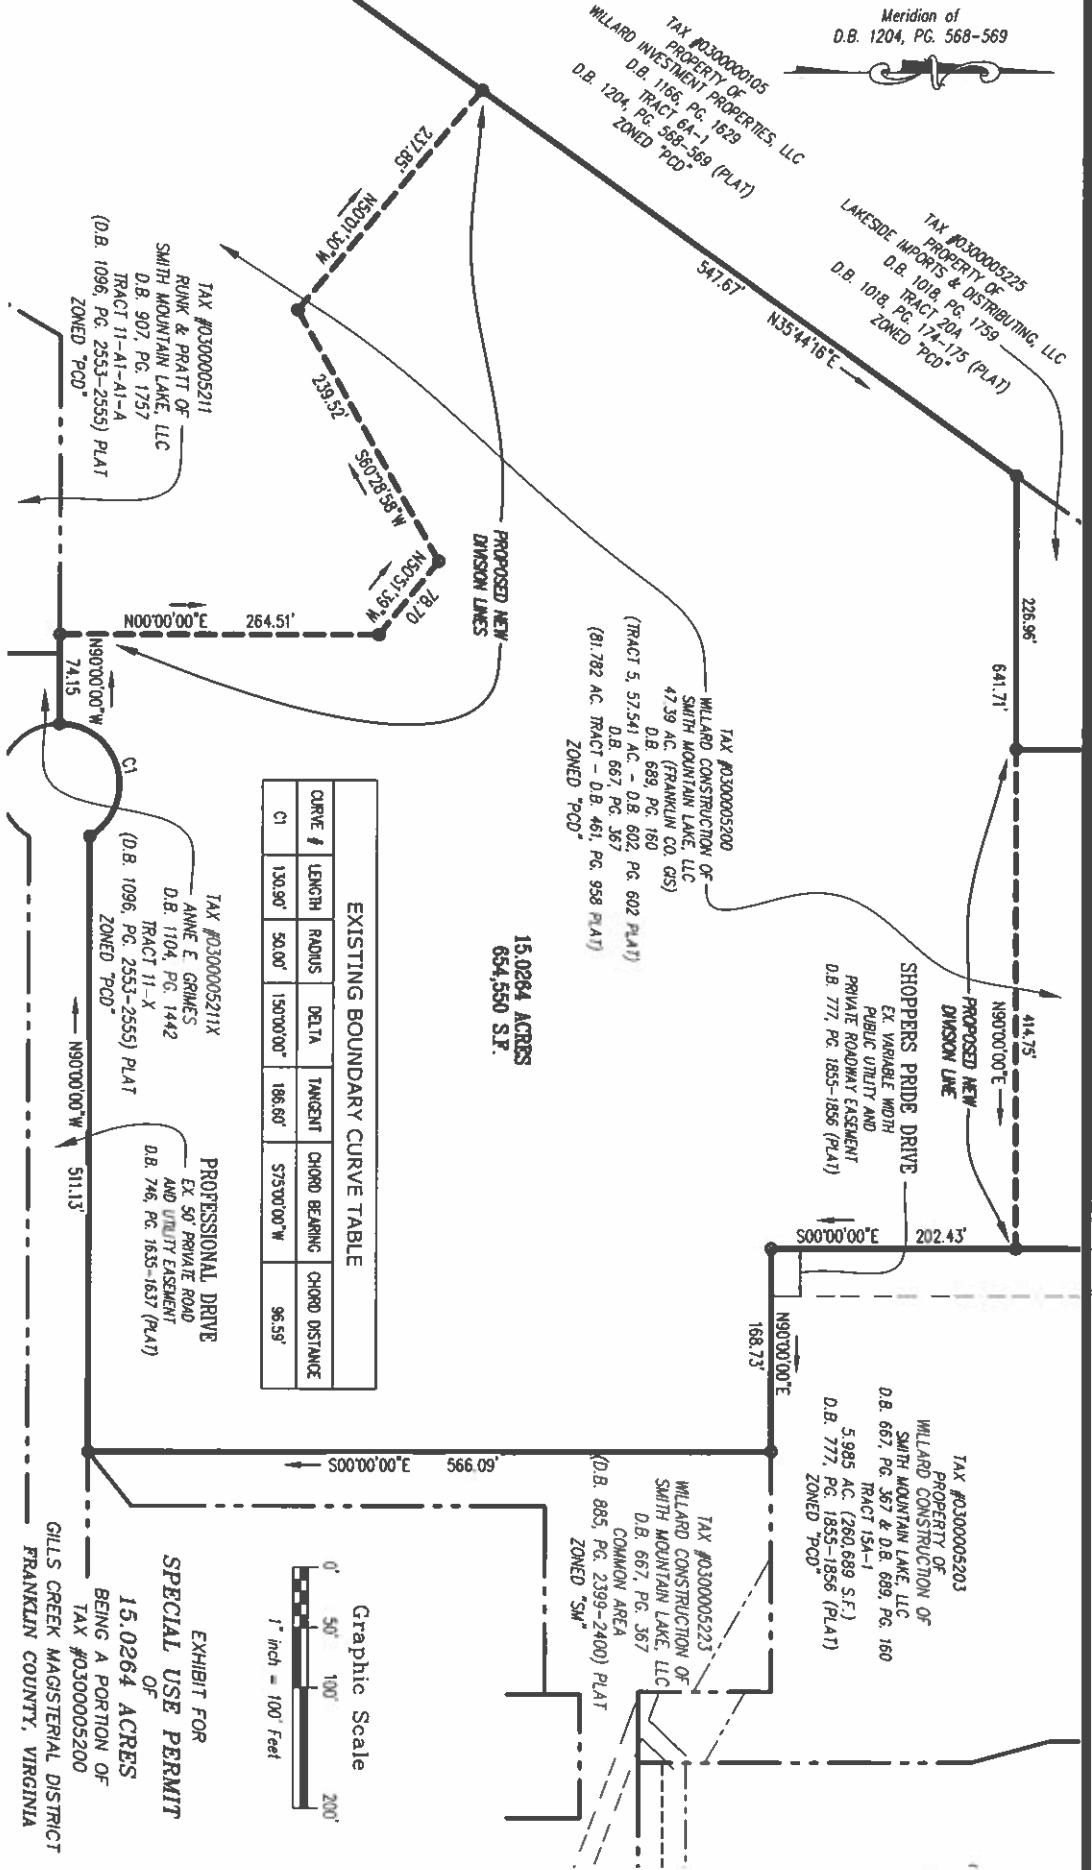 Meridian of
D.B. 1204, PG. 568-569
TAX #0300000105
PROPERTY OF
WILLARD INVESTMENT PROPERTIES, LLC
D.B. 1166, PG. 1629
TRACT 6A-1
D.B. 1204, PG. 568-569 (PLAT)
ZONED "PCD"
TAX #0300005225
PROPERTY OF
LAKESIDE IMPORTS & DISTRIBUTING, LLC
D.B. 1018, PG. 1759
TRACT 20A
D.B. 1018, PG. 174-175 (PLAT)
ZONED "PCD"
547.67'
N35°44'16"E
226.96'
641.71'
414.75'
N90°00'00"E
PROPOSED NEW
DIVISION LINE
237.85'
N50°01'30"W
239.52'
S60°28'58"W
N50°51'39"W
78.70
PROPOSED NEW
DIVISION LINES
N00°00'00"E 264.51'
N90°00'00"W
74.15
C1
TAX #0300005211
RUNK & PRATT OF
SMITH MOUNTAIN LAKE, LLC
D.B. 907, PG. 1757
TRACT 11-A1-A1-A
(D.B. 1096, PG. 2553-2555) PLAT
ZONED "PCD"
TAX #0300005200
WILLARD CONSTRUCTION OF
SMITH MOUNTAIN LAKE, LLC
47.39 AC. (FRANKLIN CO. GIS)
D.B. 689, PG. 160
(TRACT 5, 57.541 AC. - D.B. 602, PG. 602 PLAT)
D.B. 667, PG. 367
(81.782 AC. TRACT - D.B. 461, PG. 958 PLAT)
ZONED "PCD"
SHOPPERS PRIDE DRIVE
EX. VARIABLE WIDTH
PUBLIC UTILITY AND
PRIVATE ROADWAY EASEMENT
D.B. 777, PG. 1855-1856 (PLAT)
S00°00'00"E 202.43'
N90°00'00"E
168.73'
15.0264 ACRES
654,550 S.F.
EXISTING BOUNDARY CURVE TABLE
CURVE # LENGTH RADIUS DELTA TANGENT CHORD BEARING CHORD DISTANCE
C1 130.90' 50.00' 150°00'00" 186.60' S75°00'00"W 96.59'
TAX #0300005211X
ANNE E. GRIMES
D.B. 1104, PG. 1442
TRACT 11-X
(D.B. 1096, PG. 2553-2555) PLAT
ZONED "PCD"
N90°00'00"W 511.13'
PROFESSIONAL DRIVE
EX. 50' PRIVATE ROAD
AND UTILITY EASEMENT
D.B. 746, PG. 1635-1637 (PLAT)
S00°00'00"E 566.09'
TAX #0300005203
PROPERTY OF
WILLARD CONSTRUCTION OF
SMITH MOUNTAIN LAKE, LLC
D.B. 667, PG. 367 & D.B. 689, PG. 160
TRACT 15A-1
5.985 AC. (260,689 S.F.)
D.B. 777, PG. 1855-1856 (PLAT)
ZONED "PCD"
TAX #0300005223
WILLARD CONSTRUCTION OF
SMITH MOUNTAIN LAKE, LLC
D.B. 667, PG. 367
COMMON AREA
(D.B. 885, PG. 2399-2400) PLAT
ZONED "SM"
Graphic Scale
0' 50' 100' 200'
1" inch = 100' Feet
EXHIBIT FOR
SPECIAL USE PERMIT
OF
15.0264 ACRES
BEING A PORTION OF
TAX #0300005200
GILLS CREEK MAGISTERIAL DISTRICT
FRANKLIN COUNTY, VIRGINIA